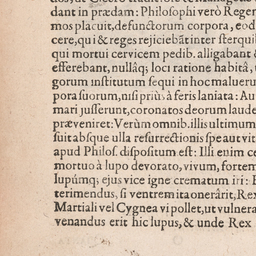 dant in prædam: Philosophi verò Reger
mos placuit, defunctorum corpora, eod
cere, qui & reges rejiciebāt inter sterquil
qui mortui cervicem pedib. alligabant &
efferebant, nullâq; loci ratione habitâ, u
gorum institutum sequi in hoc maluerun
pora suorum, nisi priùs à feris laniata: Au
mari jusserunt, coronatos deorum laude
præveniret: Verùm omnib. illis ultimum
suit absque ulla resurrectionis spe aut vit
apud Philos. dispositum est: Illi enim ce
mortuo à lupo devorato, vivum, fortem
lupúmq; ejus vice igne crematum iri: E
terimendus, si ventrem ita onerârit, Rex
Martiali vel Cygnea vi pollet, ut vulnera
venandus erit hic lupus, & unde Rex